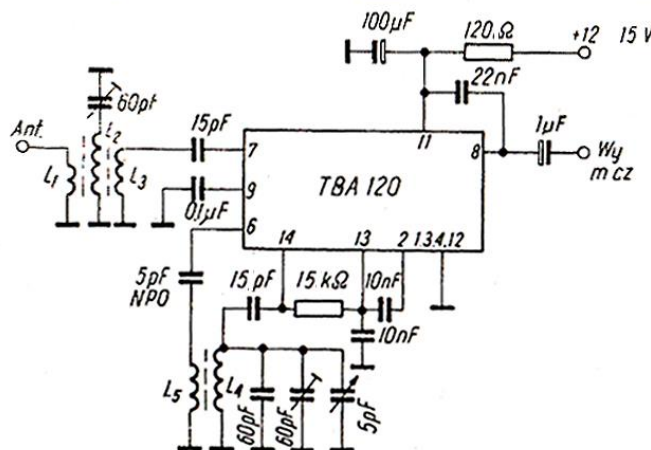 100µF
120.Ω
+12 15 V
22nF
60pf
Ant.
L1
L2
L3
15pF
7
11
8
1µF
Wy
m cz
9
0,1µF
TBA 120
6
14
13
2
1.3.4.12
5pF
NPO
15 pF
15 kΩ
10nF
10nF
L5
L4
60pF
60pF
5pF